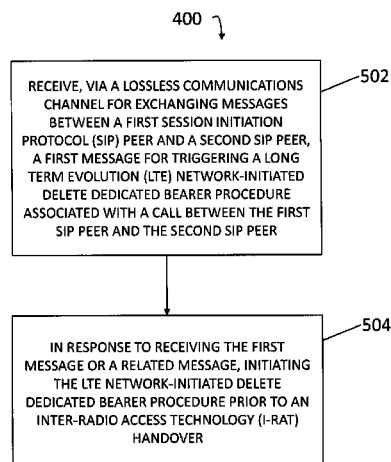 400
502
RECEIVE, VIA A LOSSLESS COMMUNICATIONS
CHANNEL FOR EXCHANGING MESSAGES
BETWEEN A FIRST SESSION INITIATION
PROTOCOL (SIP) PEER AND A SECOND SIP PEER,
A FIRST MESSAGE FOR TRIGGERING A LONG
TERM EVOLUTION (LTE) NETWORK-INITIATED
DELETE DEDICATED BEARER PROCEDURE
ASSOCIATED WITH A CALL BETWEEN THE FIRST
SIP PEER AND THE SECOND SIP PEER
504
IN RESPONSE TO RECEIVING THE FIRST
MESSAGE OR A RELATED MESSAGE, INITIATING
THE LTE NETWORK-INITIATED DELETE
DEDICATED BEARER PROCEDURE PRIOR TO AN
INTER-RADIO ACCESS TECHNOLOGY (I-RAT)
HANDOVER